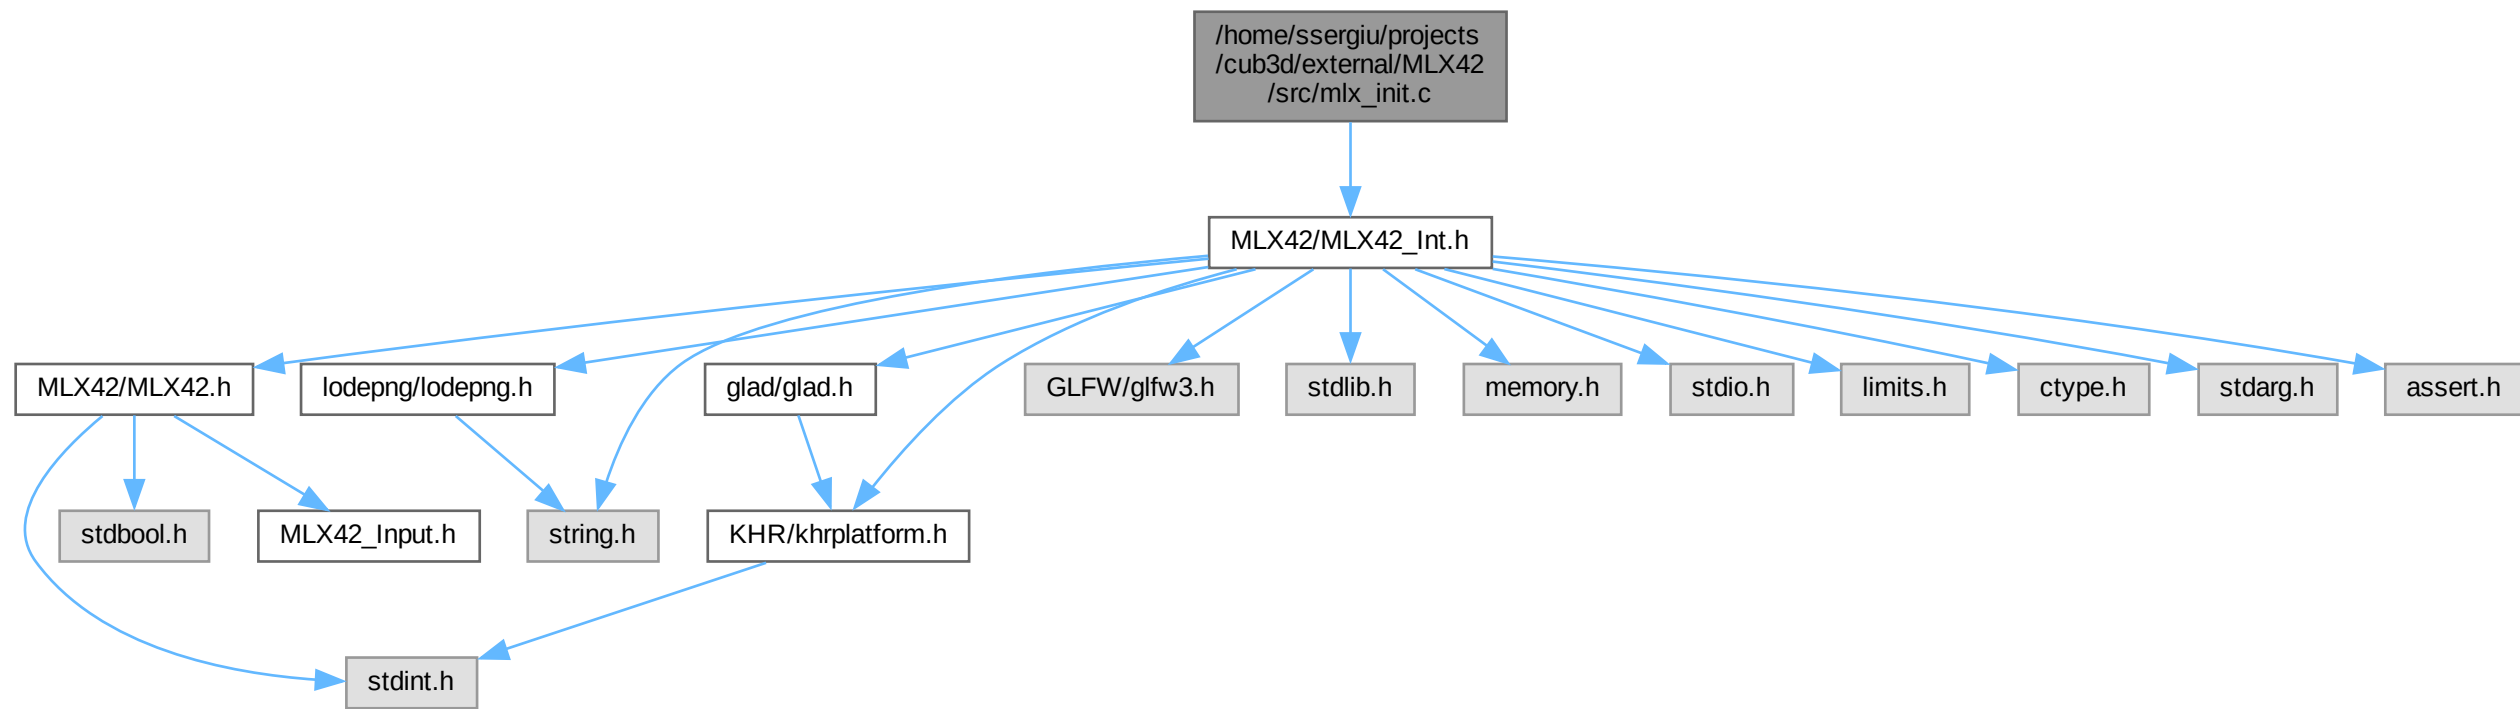 /home/ssergiu/projects
/cub3d/external/MLX42
/src/mlx_init.c
MLX42/MLX42_Int.h
MLX42/MLX42.h
lodepng/lodepng.h
glad/glad.h
GLFW/glfw3.h
stdlib.h
memory.h
stdio.h
limits.h
ctype.h
stdarg.h
assert.h
stdbool.h
MLX42_Input.h
string.h
KHR/khrplatform.h
stdint.h